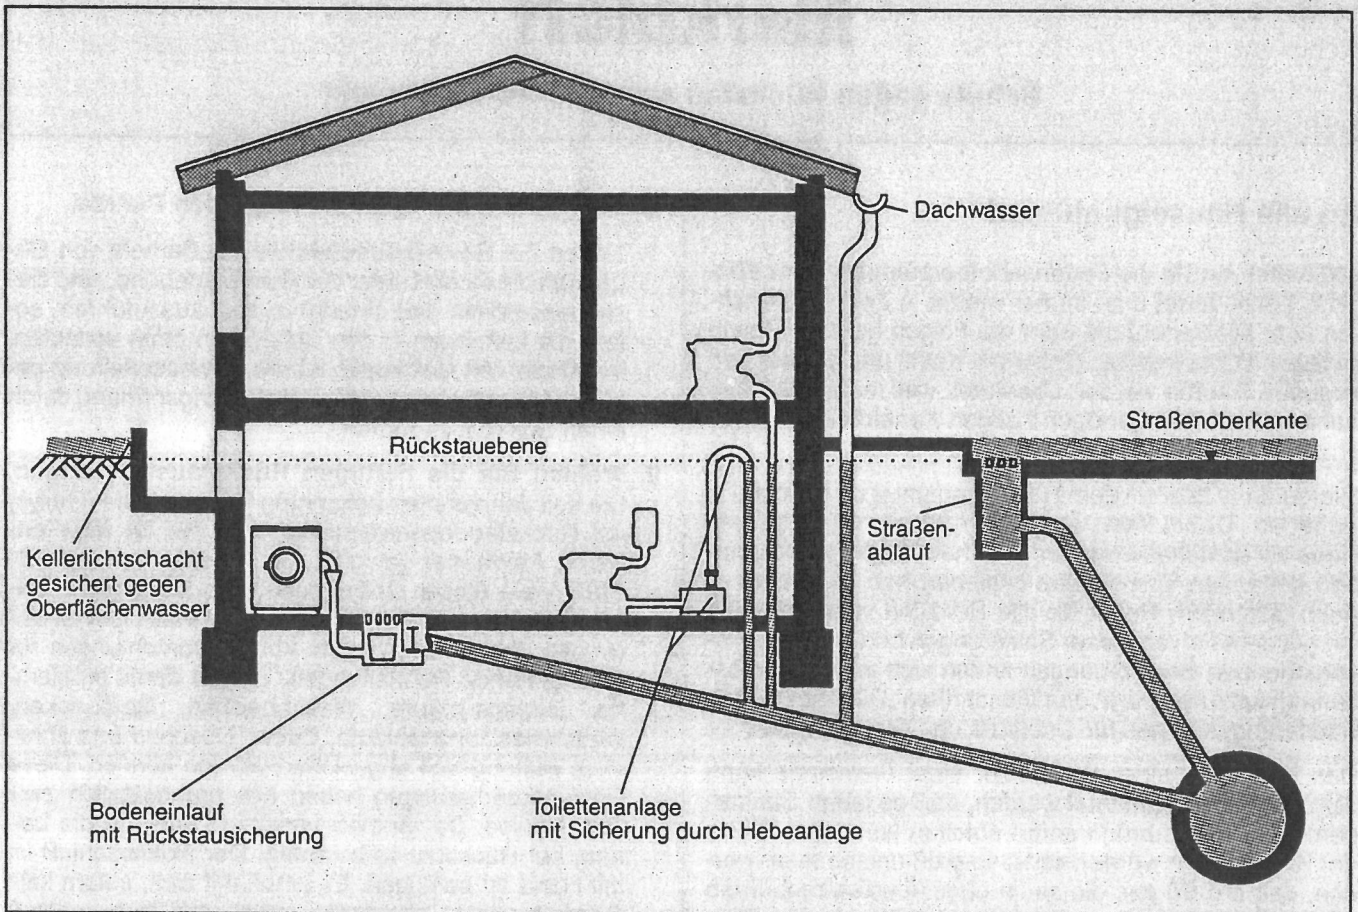 Dachwasser
Rückstauebene
Straßenoberkante
Straßen-
ablauf
Kellerlichtschacht
gesichert gegen
Oberflächenwasser
Bodeneinlauf
mit Rückstausicherung
Toilettenanlage
mit Sicherung durch Hebeanlage